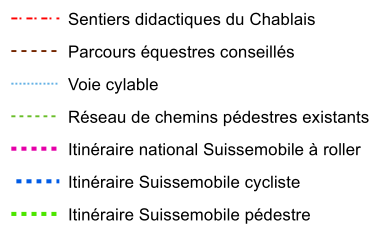 Sentiers didactiques du Chablais
Parcours équestres conseillés
Voie cylable
Réseau de chemins pédestres existants
Itinéraire national Suissemobile à roller
Itinéraire Suissemobile cycliste
Itinéraire Suissemobile pédestre